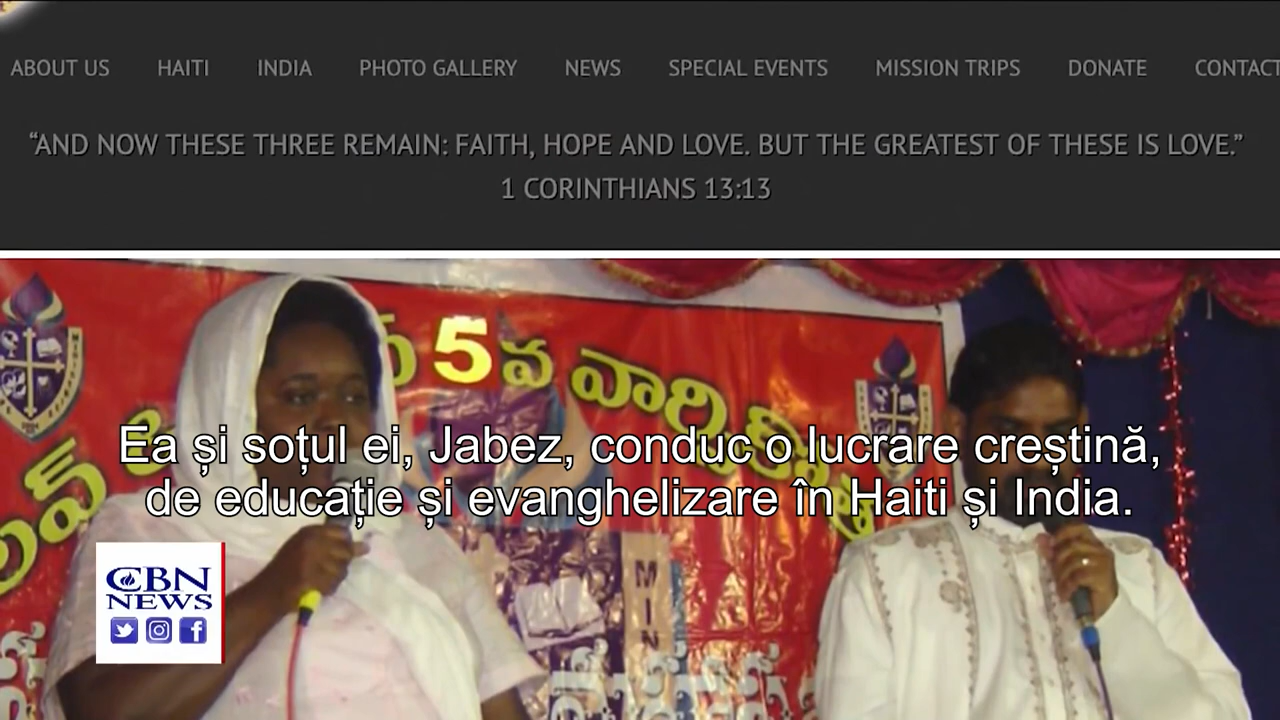 ABOUT US HAITI INDIA PHOTO GALLERY NEWS SPECIAL EVENTS MISSION TRIPS DONATE CONTACT
“AND NOW THESE THREE REMAIN: FAITH, HOPE AND LOVE. BUT THE GREATEST OF THESE IS LOVE.”
1 CORINTHIANS 13:13
5వ
Ea și soțul ei, Jabez, conduc o lucrare creștină,
de educație și evanghelizare în Haiti și India.
CBN
NEWS
MIN